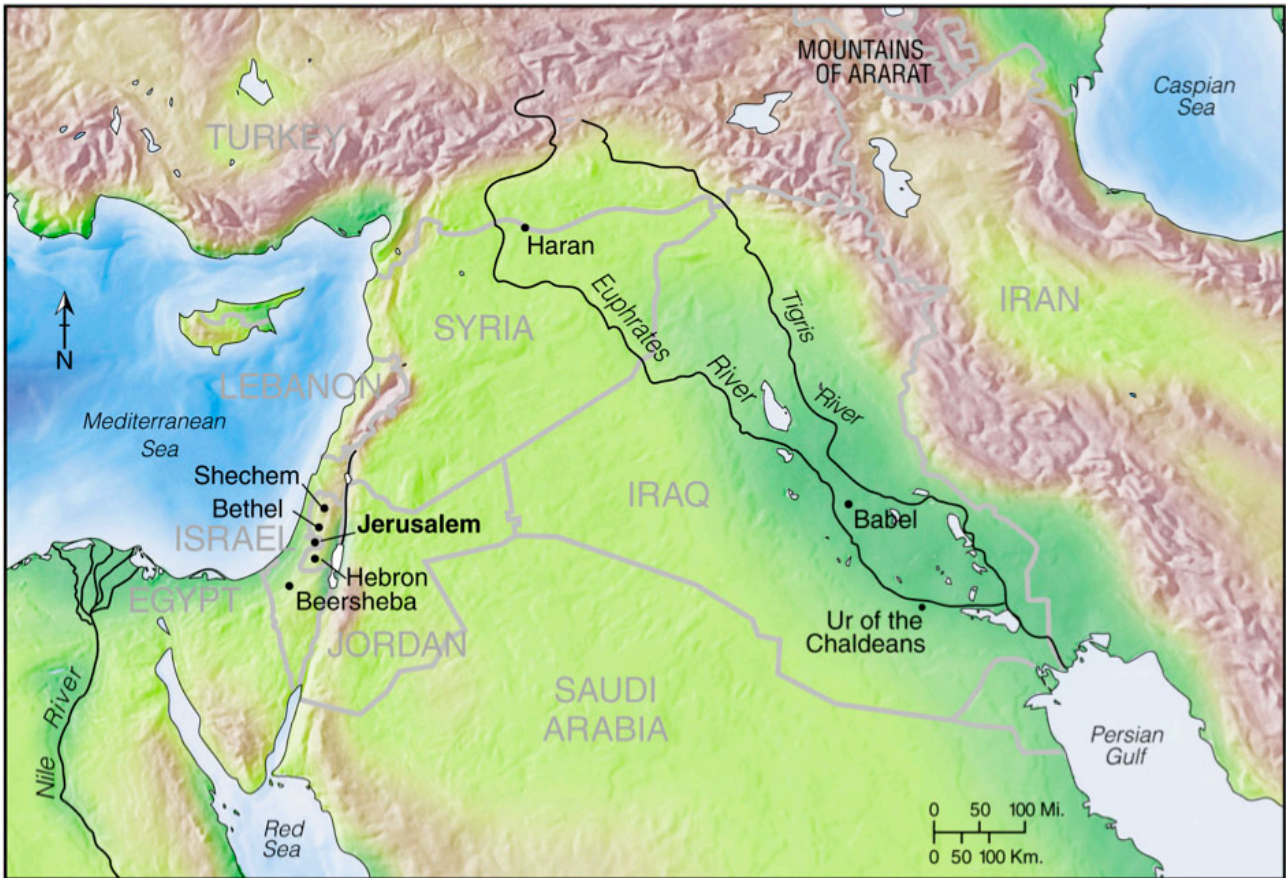 MOUNTAINS
OF ARARAT
Caspian
Sea
TURKEY
Haran
Euphrates
River
Tigris
River
IRAN
SYRIA
N
LEBANON
Mediterranean
Sea
Shechem
Bethel
Jerusalem
ISRAEL
Hebron
Beersheba
EGYPT
JORDAN
IRAQ
Babel
Ur of the
Chaldeans
SAUDI
ARABIA
Nile River
Red
Sea
Persian
Gulf
0 50 100 Mi.
0 50 100 Km.